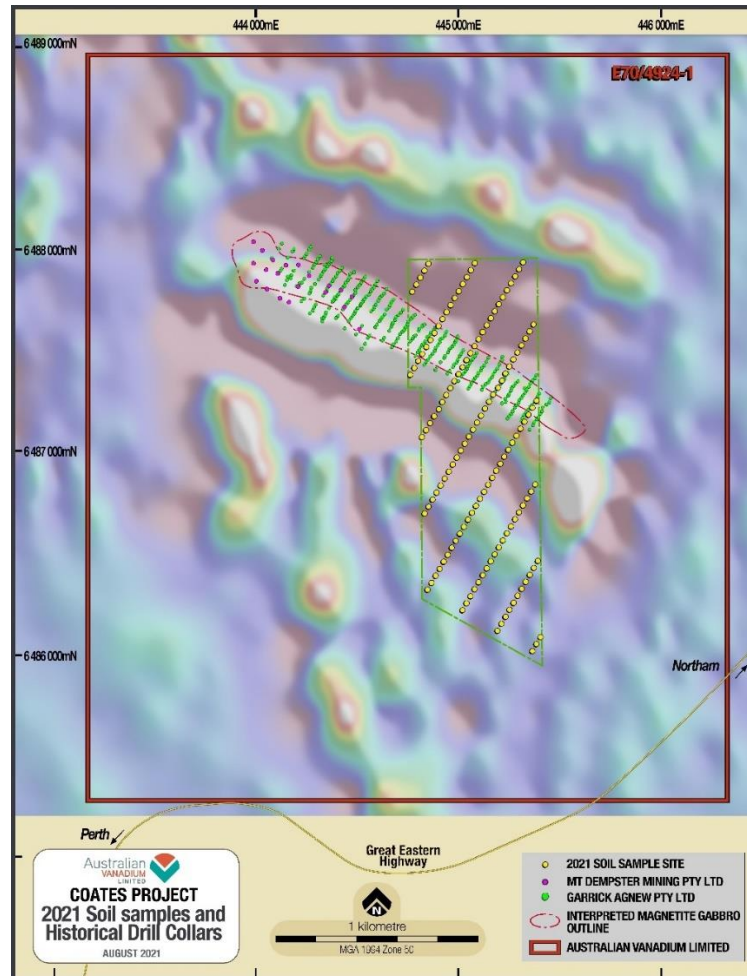 444 000mE
445 000mE
446 000mE
6 489 000mN
E70/4924-1
6 488 000mN
6 487 000mN
6 486 000mN
Northam
Perth
Great Eastern
Highway
Australian
VANADIUM
LIMITED
COATES PROJECT
2021 Soil samples and
Historical Drill Collars
AUGUST 2021
N
1 kilometre
MGA 1994 Zone 50
2021 SOIL SAMPLE SITE
MT DEMPSTER MINING PTY LTD
GARRICK AGNEW PTY LTD
INTERPRETED MAGNETITE GABBRO
OUTLINE
AUSTRALIAN VANADIUM LIMITED